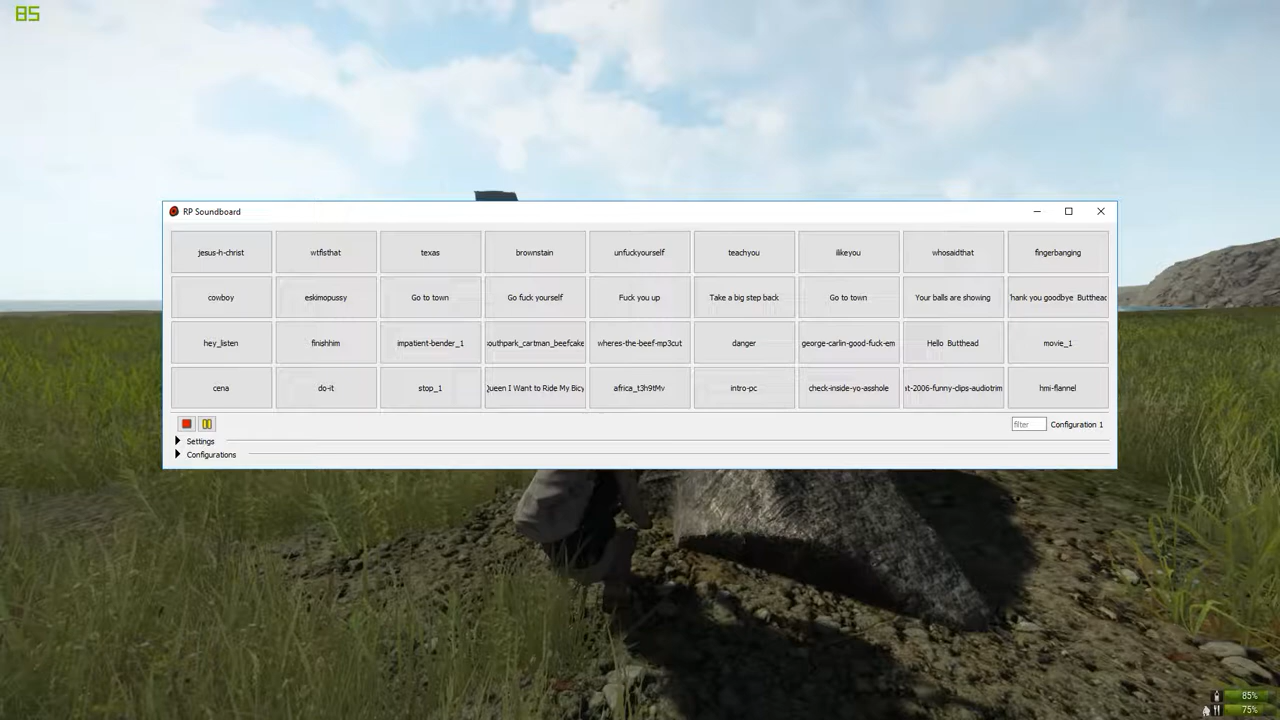 85
RP Soundboard
jesus-h-christ wtfisthat texas brownstain unfuckyourself teachyou ilikeyou whosaidthat fingerbanging
cowboy eskimopussy Go to town Go fuck yourself Fuck you up Take a big step back Go to town Your balls are showing hank you goodbye Butthead
hey_listen finishhim impatient-bender_1 outhpark_cartman_beefcake wheres-the-beef-mp3cut danger george-carlin-good-fuck-em Hello Butthead movie_1
cena do-it stop_1 Queen I Want to Ride My Bicy africa_t3h9tMv intro-pc check-inside-yo-asshole t-2006-funny-clips-audiotrim hmi-flannel
filter Configuration 1
Settings
Configurations
85%
75%